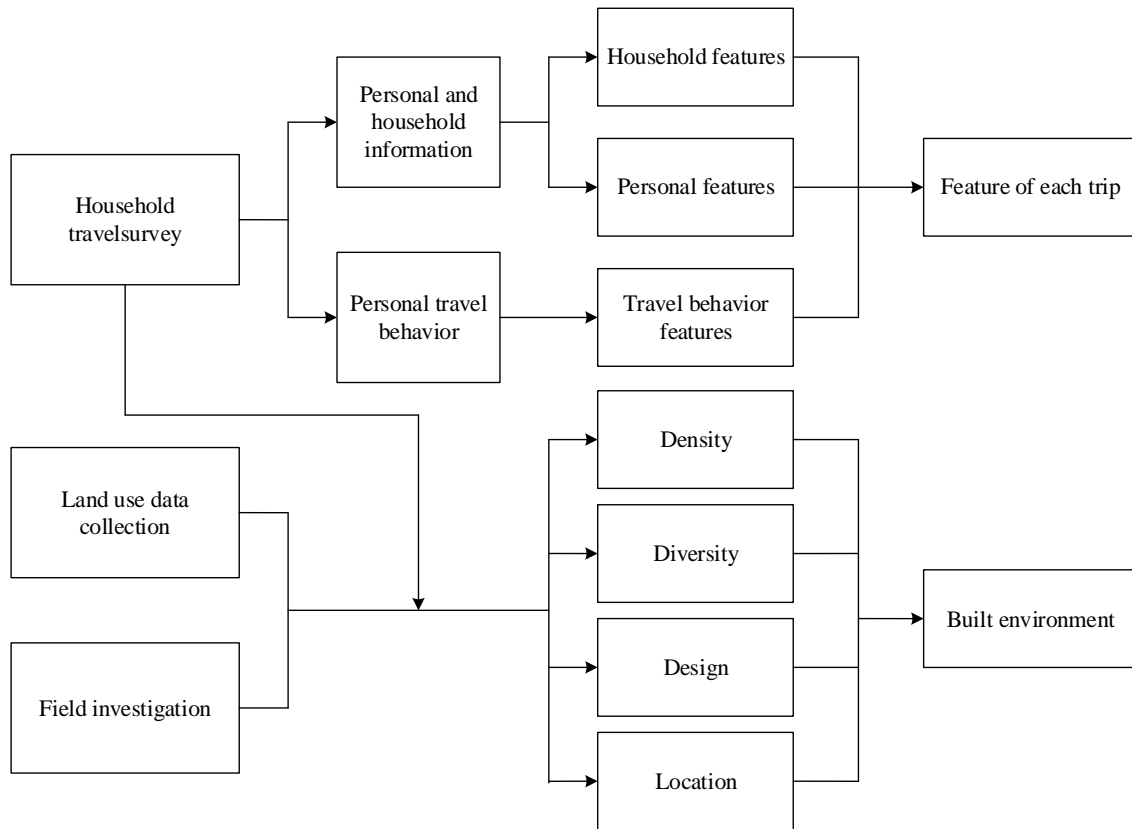 Household
travelsurvey
Land use data
collection
Field investigation
Personal and
household
information
Personal travel
behavior
Household features
Personal features
Travel behavior
features
Density
Diversity
Design
Location
Feature of each trip
Built environment